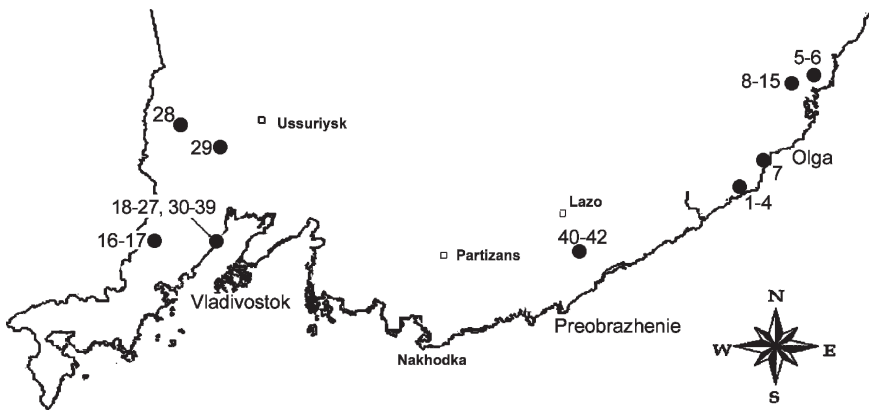 5-6
8-15
28
Ussuriysk
29
7
Olga
1-4
18-27, 30-39
Lazo
16-17
40-42
Partizans
Vladivostok
N
Preobrazhenie
W
E
Nakhodka
S